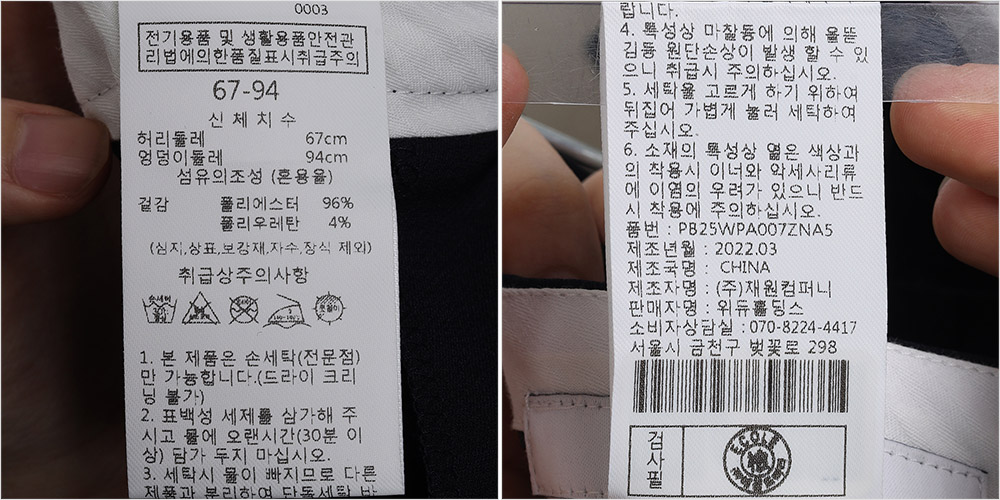 0003
전기용품 및 생활용품안전관
리법에의한품질표시취급주의
67-94
신체치수
허리둘레 67cm
엉덩이둘레 94cm
섬유의조성 (혼용율)
겉감 폴리에스터 96%
폴리우레탄 4%
(심지,상표,보강재,자수,장식 제외)
취급상주의사항
1. 본 제품은 손세탁(전문점)
만 가능합니다.(드라이 크리
닝 불가)
2. 표백성 세제를 삼가해 주
시고 물에 오랜시간(30분 이
상) 담가 두지 마십시오.
3. 세탁시 물이 빠지므로 다른
제품과 분리하여 단독세탁 바
랍니다.
4. 특성상 마찰등에 의해 올뜯
김등 원단손상이 발생 할 수 있
으니 취급시 주의하십시오.
5. 세탁을 고르게 하기 위하여
뒤집어 가볍게 눌러 세탁하여
주십시오.
6. 소재의 특성상 옅은 색상과
의 착용시 이너와 악세사리류
에 이염의 우려가 있으니 반드
시 착용에 주의하십시오.
품번 : PB25WPA007ZNA5
제조년월 : 2022.03
제조국명 : CHINA
제조자명 : (주)재원컴퍼니
판매자명 : 위듀홀딩스
소비자상담실 : 070-8224-4417
서울시 금천구 벚꽃로 298
검사필
ECOLE